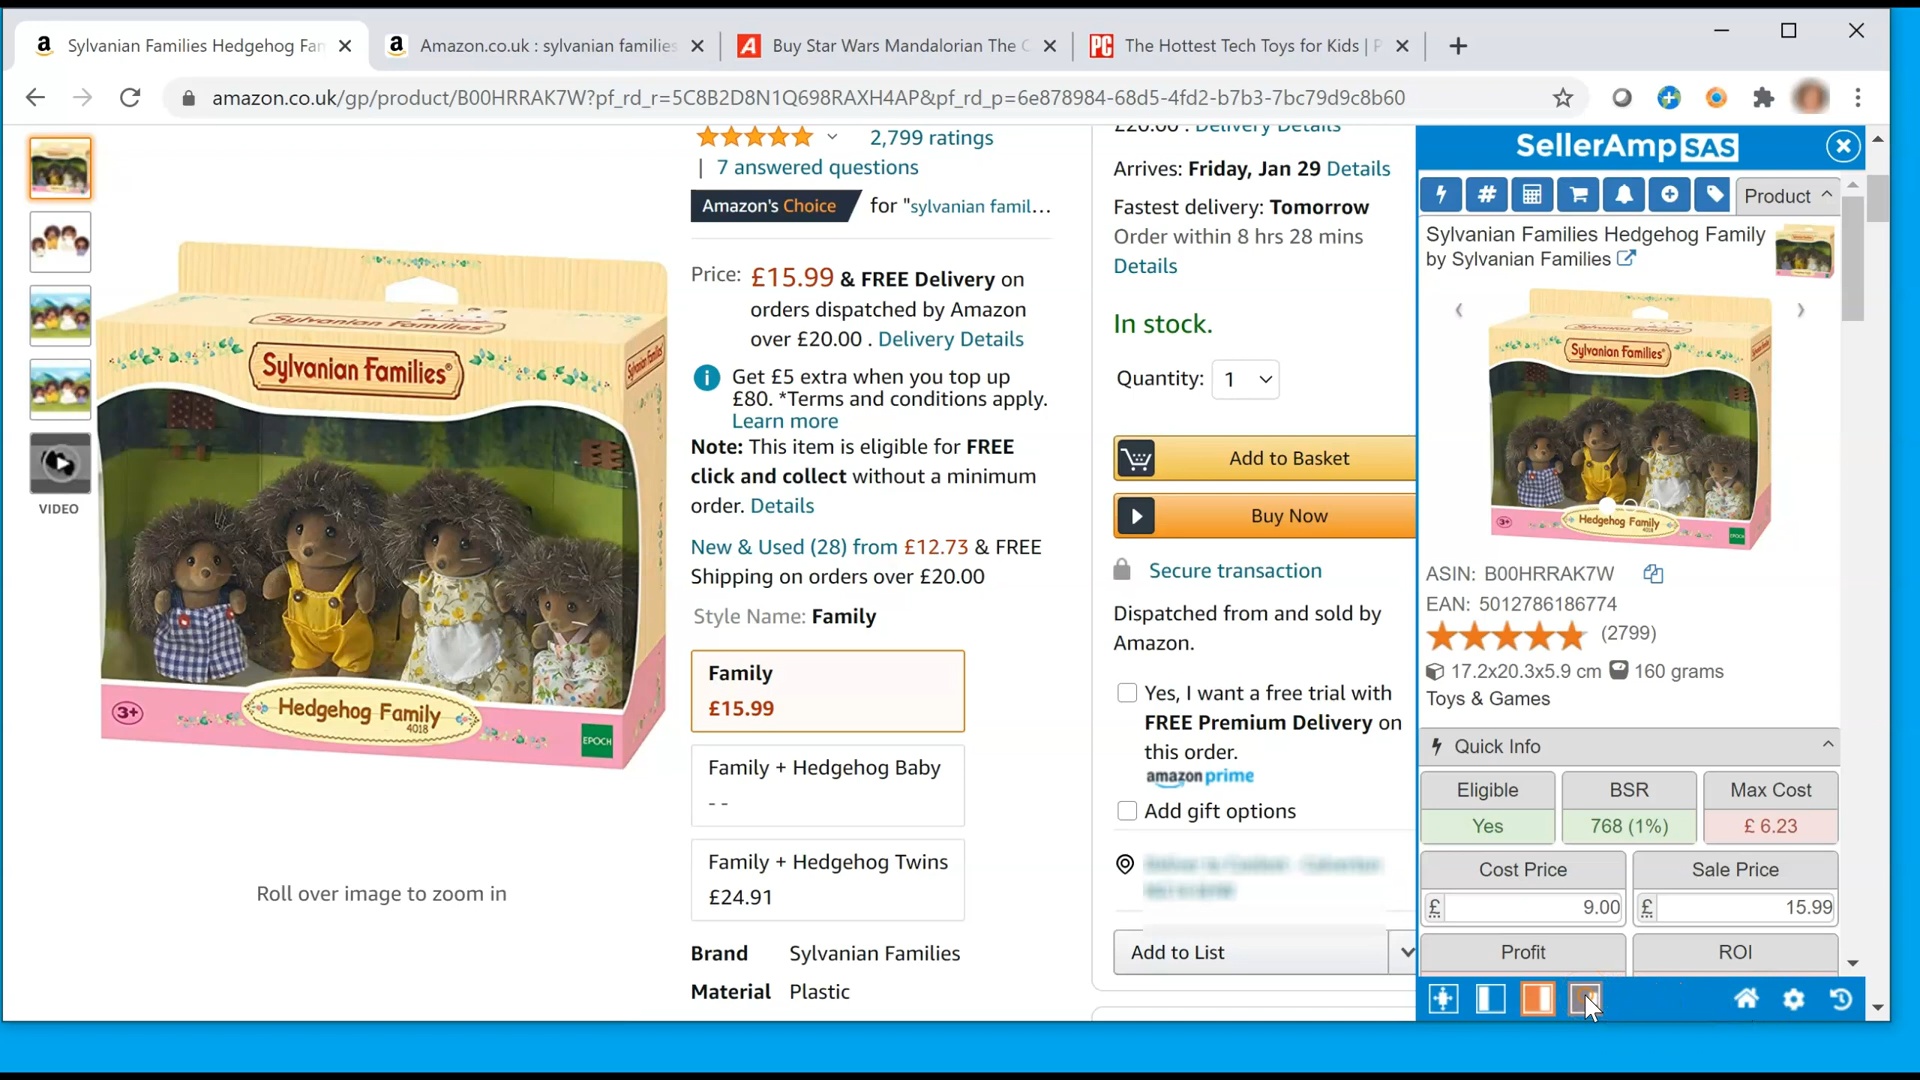 Sylvanian Families Hedgehog Fam
Amazon.co.uk : sylvanian families
Buy Star Wars Mandalorian The C
The Hottest Tech Toys for Kids | P
amazon.co.uk/gp/product/B00HRRAK7W?pf_rd_r=5C8B2D8N1Q698RAXH4AP&pf_rd_p=6e878984-68d5-4fd2-b7b3-7bc79d9c8b60
VIDEO
Sylvanian Families
Sylvanian Families
3+
Hedgehog Family
4018
EPOCH
Roll over image to zoom in
2,799 ratings
| 7 answered questions
Amazon's Choice for "sylvanian famil...
Price: £15.99 & FREE Delivery on
orders dispatched by Amazon
over £20.00 . Delivery Details
Get £5 extra when you top up
£80. *Terms and conditions apply.
Learn more
Note: This item is eligible for FREE
click and collect without a minimum
order. Details
New & Used (28) from £12.73 & FREE
Shipping on orders over £20.00
Style Name: Family
Family
£15.99
Family + Hedgehog Baby
- -
Family + Hedgehog Twins
£24.91
Brand Sylvanian Families
Material Plastic
£20.00 . Delivery Details
Arrives: Friday, Jan 29 Details
Fastest delivery: Tomorrow
Order within 8 hrs 28 mins
Details
In stock.
Quantity: 1
Add to Basket
Buy Now
Secure transaction
Dispatched from and sold by
Amazon.
Yes, I want a free trial with
FREE Premium Delivery on
this order.
amazon prime
Add gift options
Add to List
SellerAmp SAS
Product
Sylvanian Families Hedgehog Family
by Sylvanian Families
Sylvanian Families
3+
Hedgehog Family
4018
ASIN: B00HRRAK7W
EAN: 5012786186774
(2799)
17.2x20.3x5.9 cm 160 grams
Toys & Games
Quick Info
Eligible BSR Max Cost
Yes 768 (1%) £ 6.23
Cost Price Sale Price
£ 9.00 £ 15.99
Profit ROI